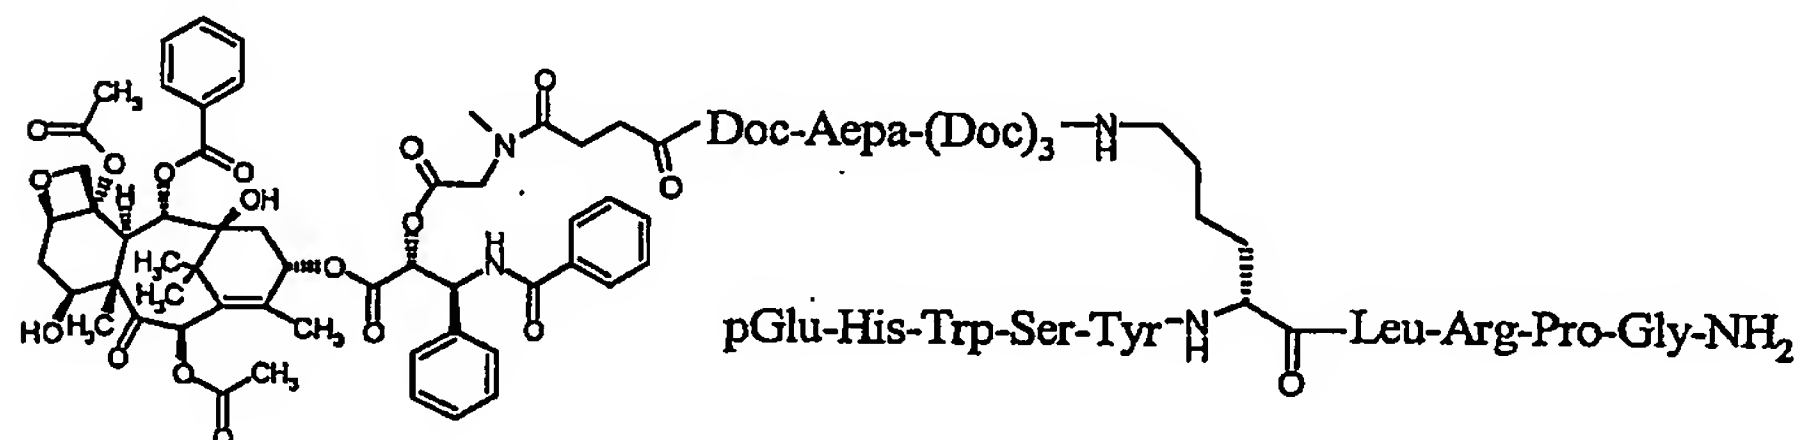 CH3
O
O
O
O
H
OH
O
O
H3C
H3C
HO
H3C
O
O
CH3
O
CH3
O
O
O
O
N
O
O
H
N
O
Doc-Aepa-(Doc)3
N
H
pGlu-His-Trp-Ser-Tyr
N
H
O
Leu-Arg-Pro-Gly-NH2